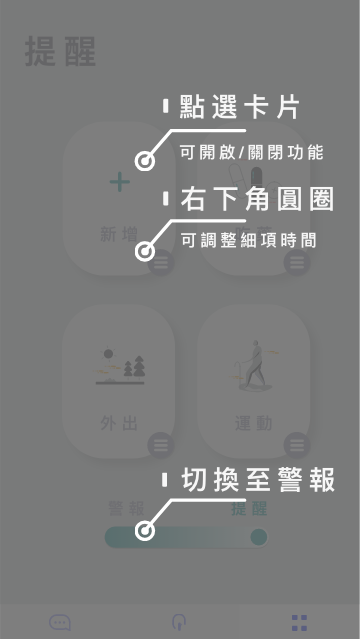 提醒
點選卡片
可開啟/關閉功能
右下角圓圈
新增
吃藥
可調整細項時間
外出
運動
切換至警報
警報
提醒